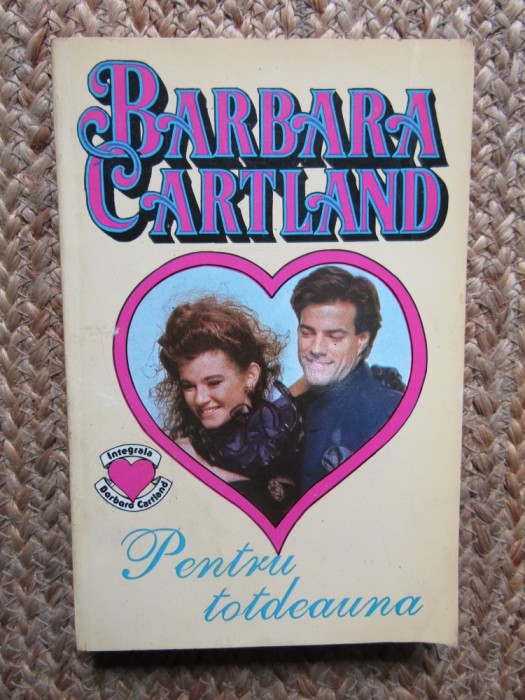 BARBARA
CARTLAND
Integrala
Barbara Cartland
Pentru
totdeauna